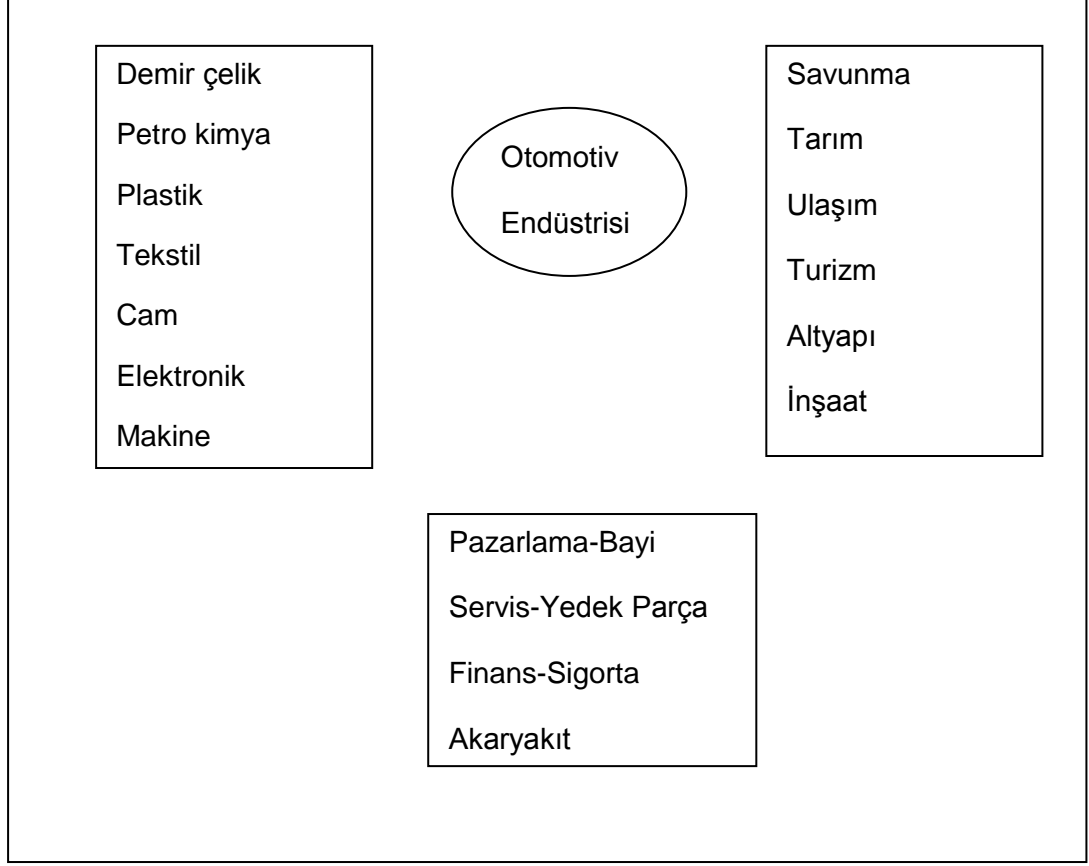 Demir çelik
Petro kimya
Plastik
Tekstil
Cam
Elektronik
Makine
Otomotiv
Endüstrisi
Savunma
Tarım
Ulaşım
Turizm
Altyapı
İnşaat
Pazarlama-Bayi
Servis-Yedek Parça
Finans-Sigorta
Akaryakıt